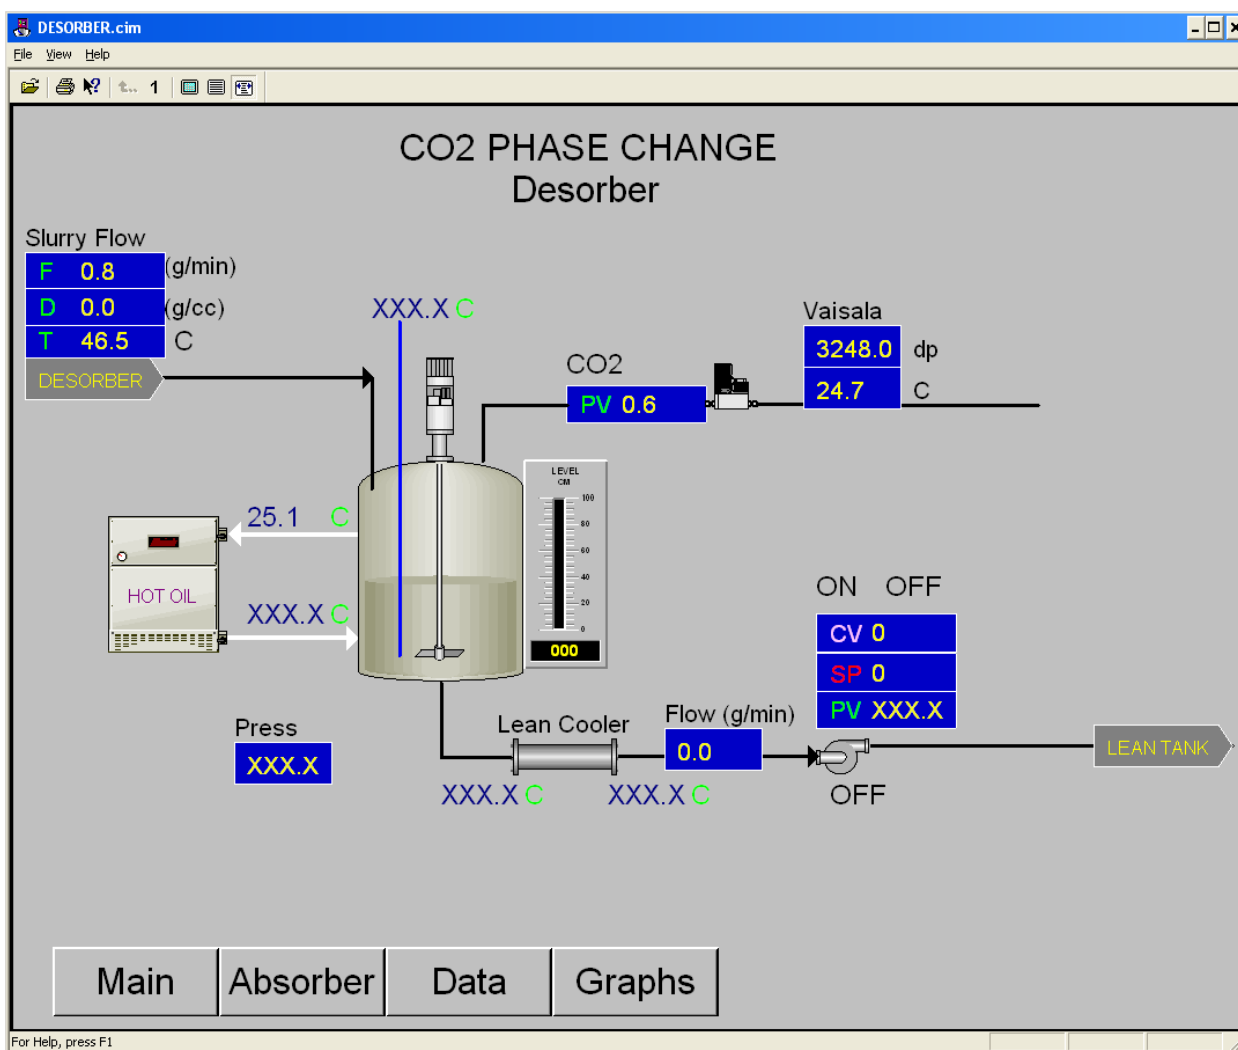 DESORBER.cim
File View Help
1
CO2 PHASE CHANGE
Desorber
Slurry Flow
F 0.8 (g/min)
D 0.0 (g/cc)
T 46.5 C
DESORBER
XXX.X C
CO2
PV 0.6
Vaisala
3248.0 dp
24.7 C
LEVEL
CM
100
80
60
40
20
0
000
25.1 C
HOT OIL
XXX.X C
ON OFF
CV 0
SP 0
PV XXX.X
Press
XXX.X
Lean Cooler
Flow (g/min)
0.0
XXX.X C XXX.X C
OFF
LEAN TANK
Main Absorber Data Graphs
For Help, press F1